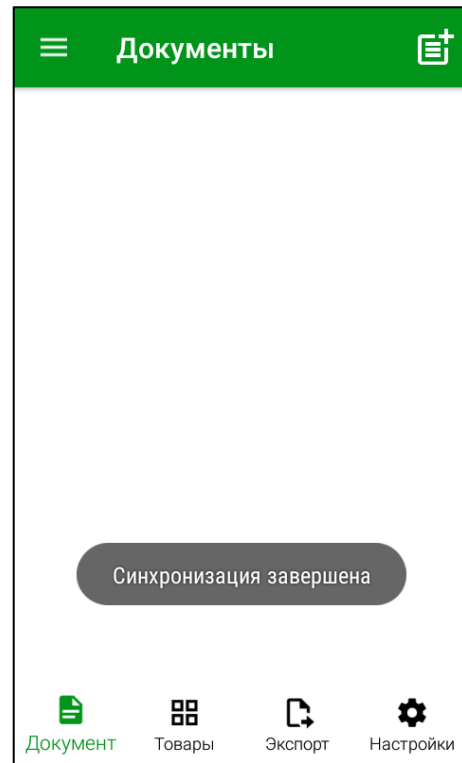 Документы
Синхронизация завершена
Документ Товары Экспорт Настройки